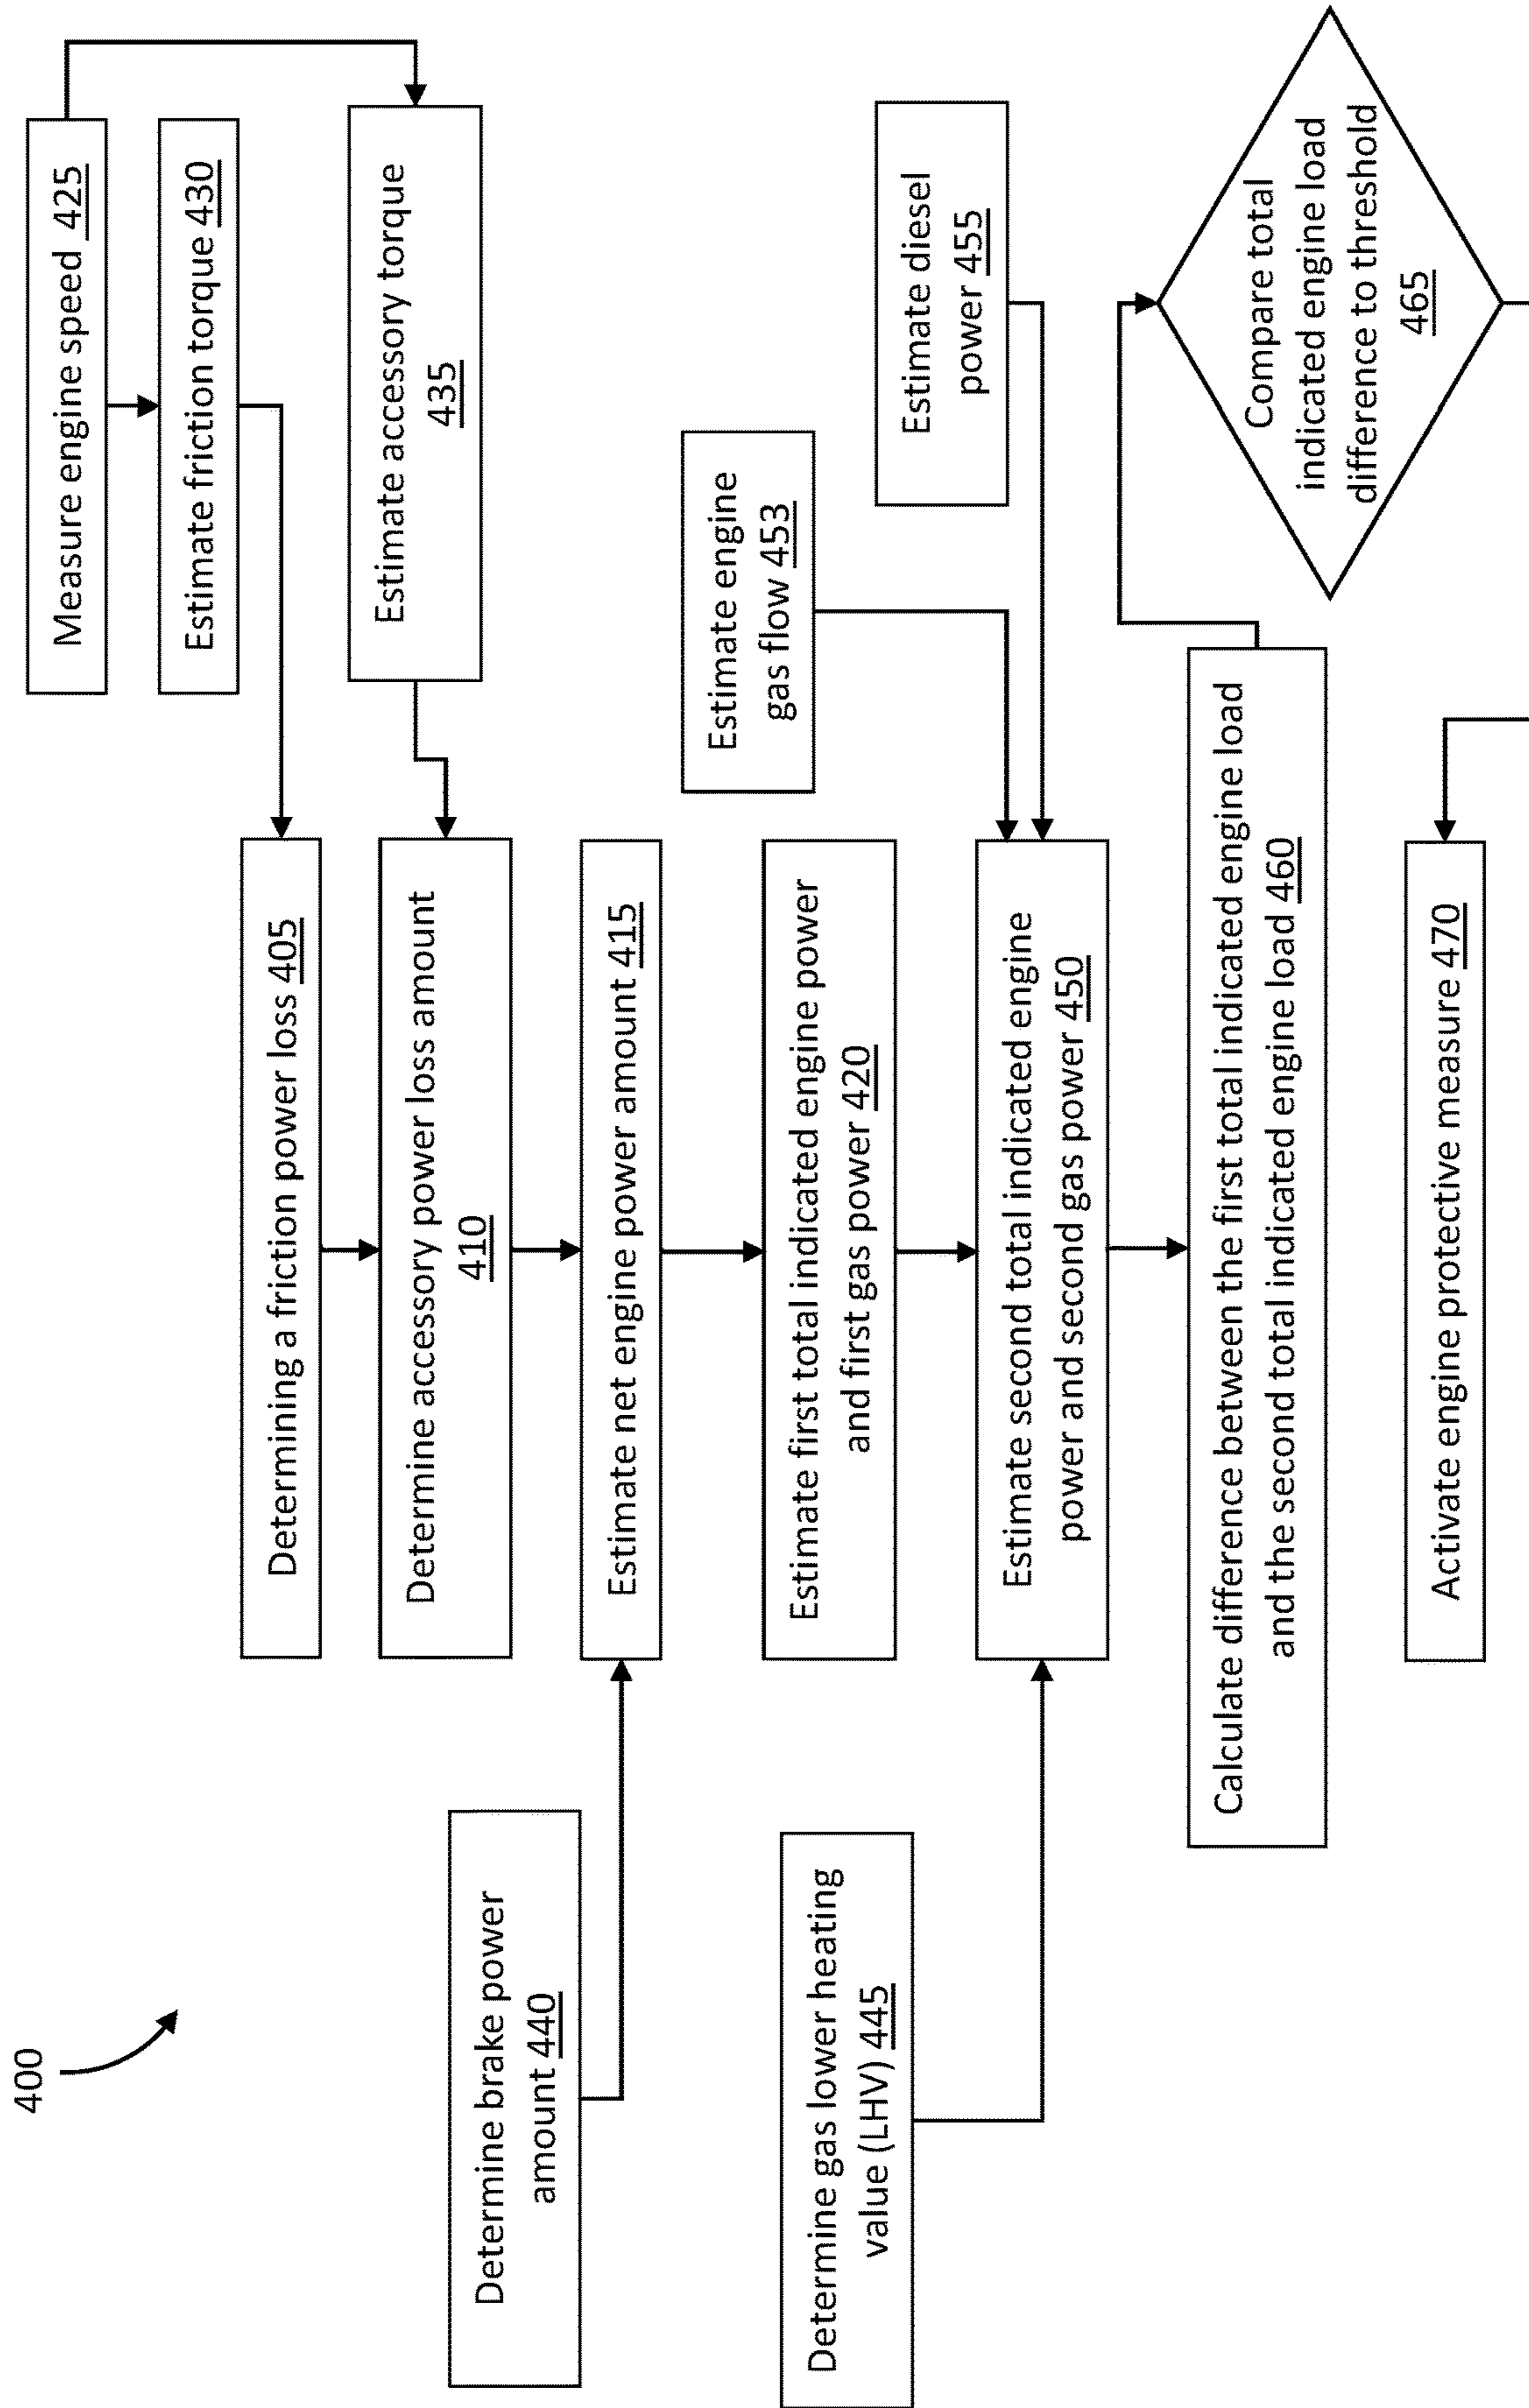 400
Measure engine speed 425
Estimate friction torque 430
Determining a friction power loss 405
Estimate accessory torque
435
Determine accessory power loss amount
410
Determine brake power
amount 440
Estimate net engine power amount 415
Estimate engine
gas flow 453
Estimate first total indicated engine power
and first gas power 420
Determine gas lower heating
value (LHV) 445
Estimate diesel
power 455
Estimate second total indicated engine
power and second gas power 450
Calculate difference between the first total indicated engine load
and the second total indicated engine load 460
Compare total
indicated engine load
difference to threshold
465
Activate engine protective measure 470